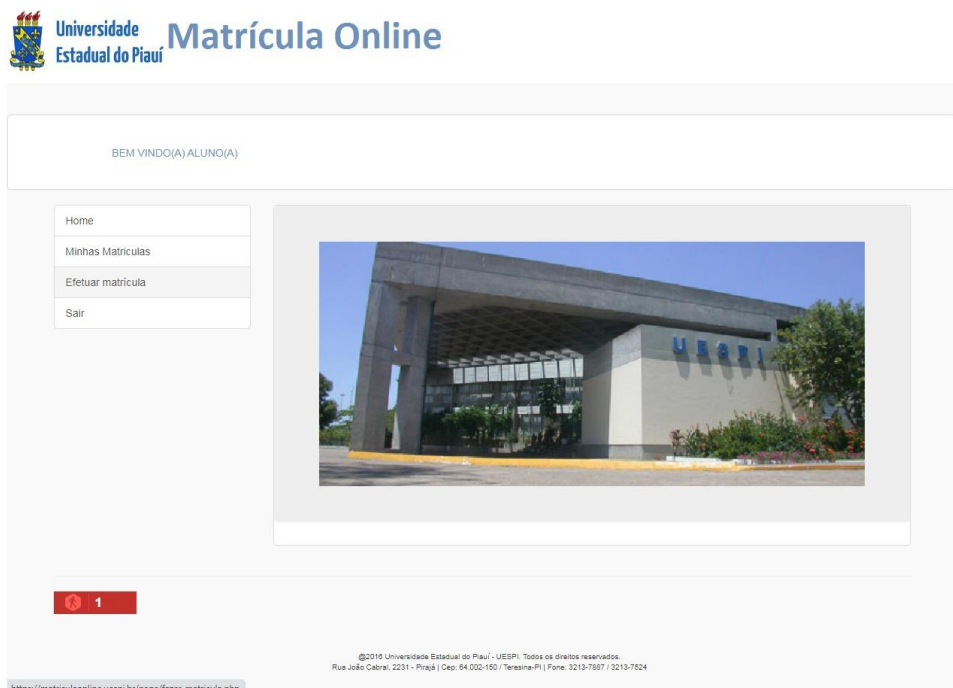 Universidade
Estadual do Piauí
Matrícula Online
BEM VINDO(A) ALUNO(A)
Home
Minhas Matriculas
Efetuar matrícula
Sair
UESPI
1
@2016 Universidade Estadual do Piauí - UESPI. Todos os direitos reservados.
Rua João Cabral, 2231 - Pirajá | Cep: 64.002-150 / Teresina-PI | Fone: 3213-7887 / 3213-7524